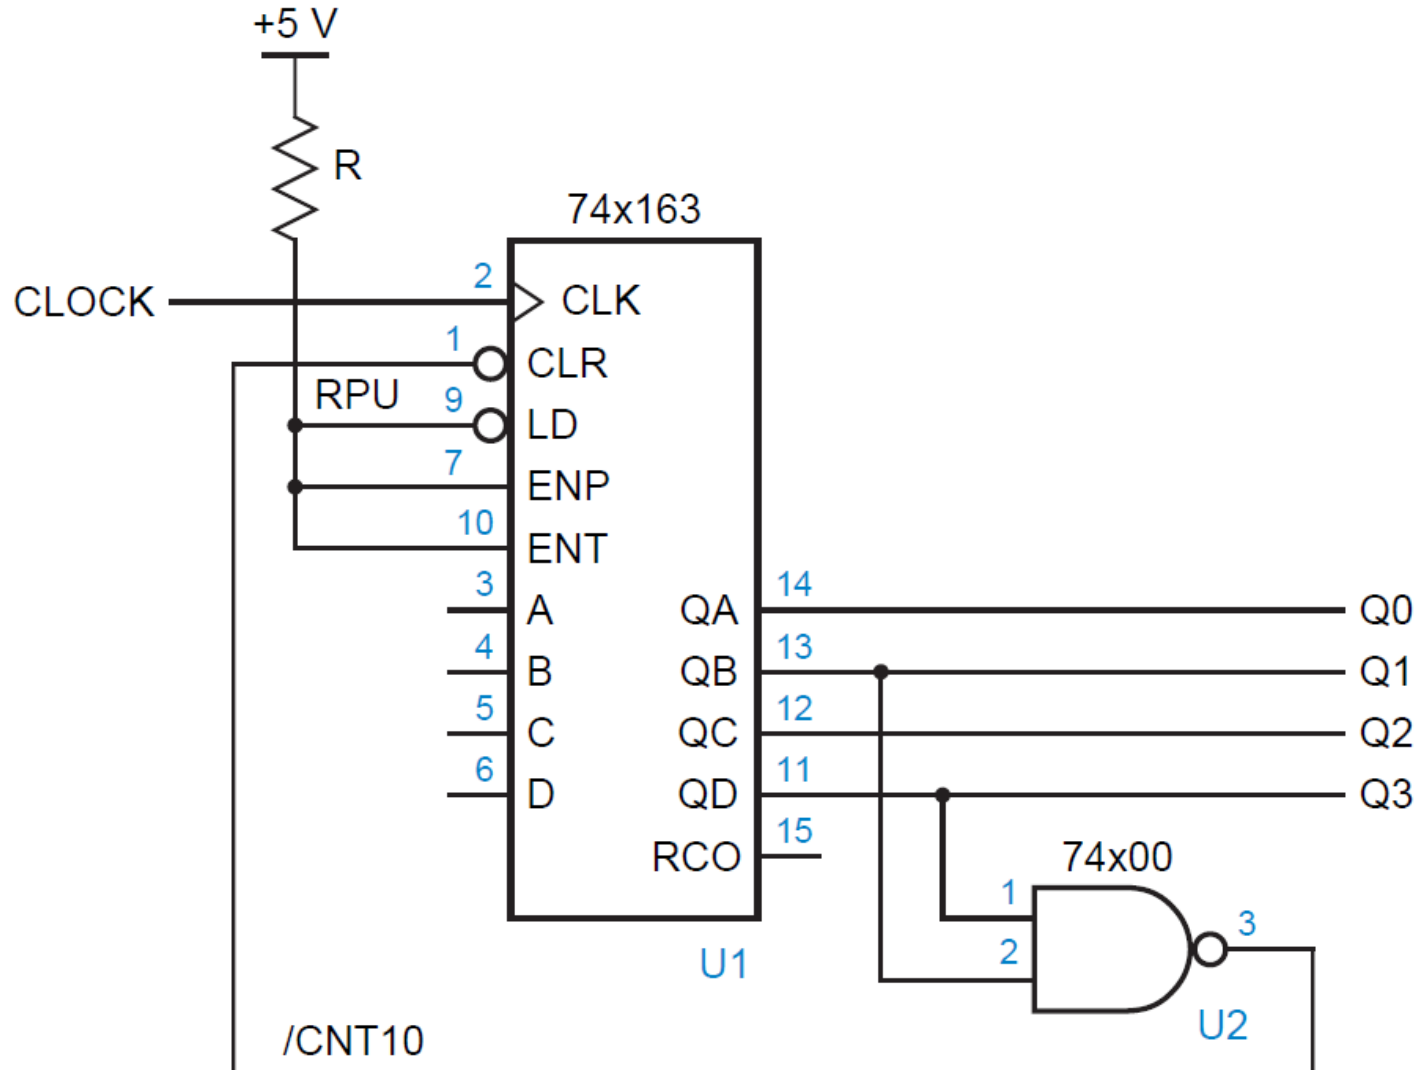 +5 V
R
74x163
CLOCK
2
CLK
1
CLR
RPU
9
LD
7
ENP
10
ENT
3
A
QA
14
Q0
4
B
QB
13
Q1
5
C
QC
12
Q2
6
D
QD
11
Q3
RCO
15
74x00
1
2
3
U1
U2
/CNT10